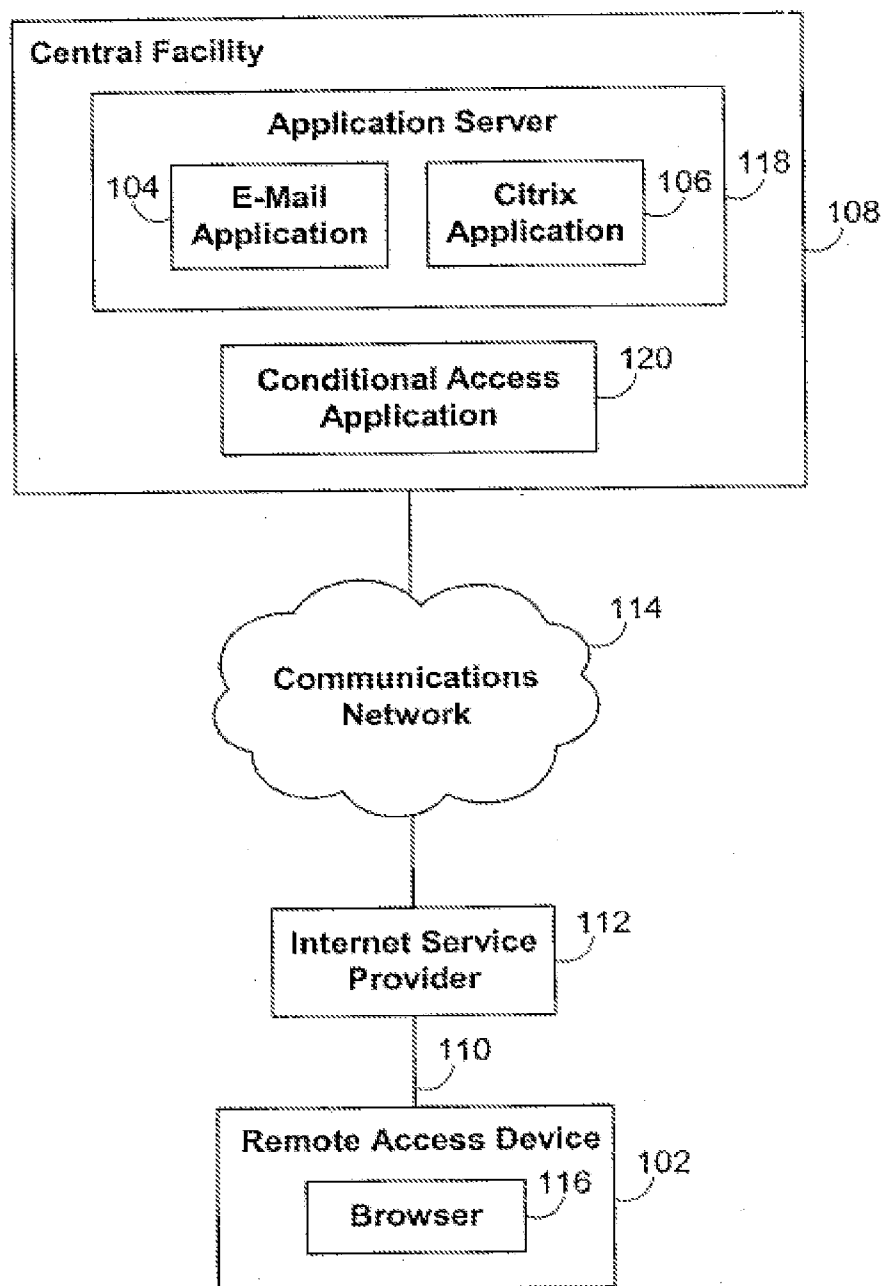 Central Facility
Application Server
104
E-Mail
Application
Citrix
Application
106
118
108
Conditional Access
Application
120
Communications
Network
114
Internet Service
Provider
112
110
Remote Access Device
Browser
116
102